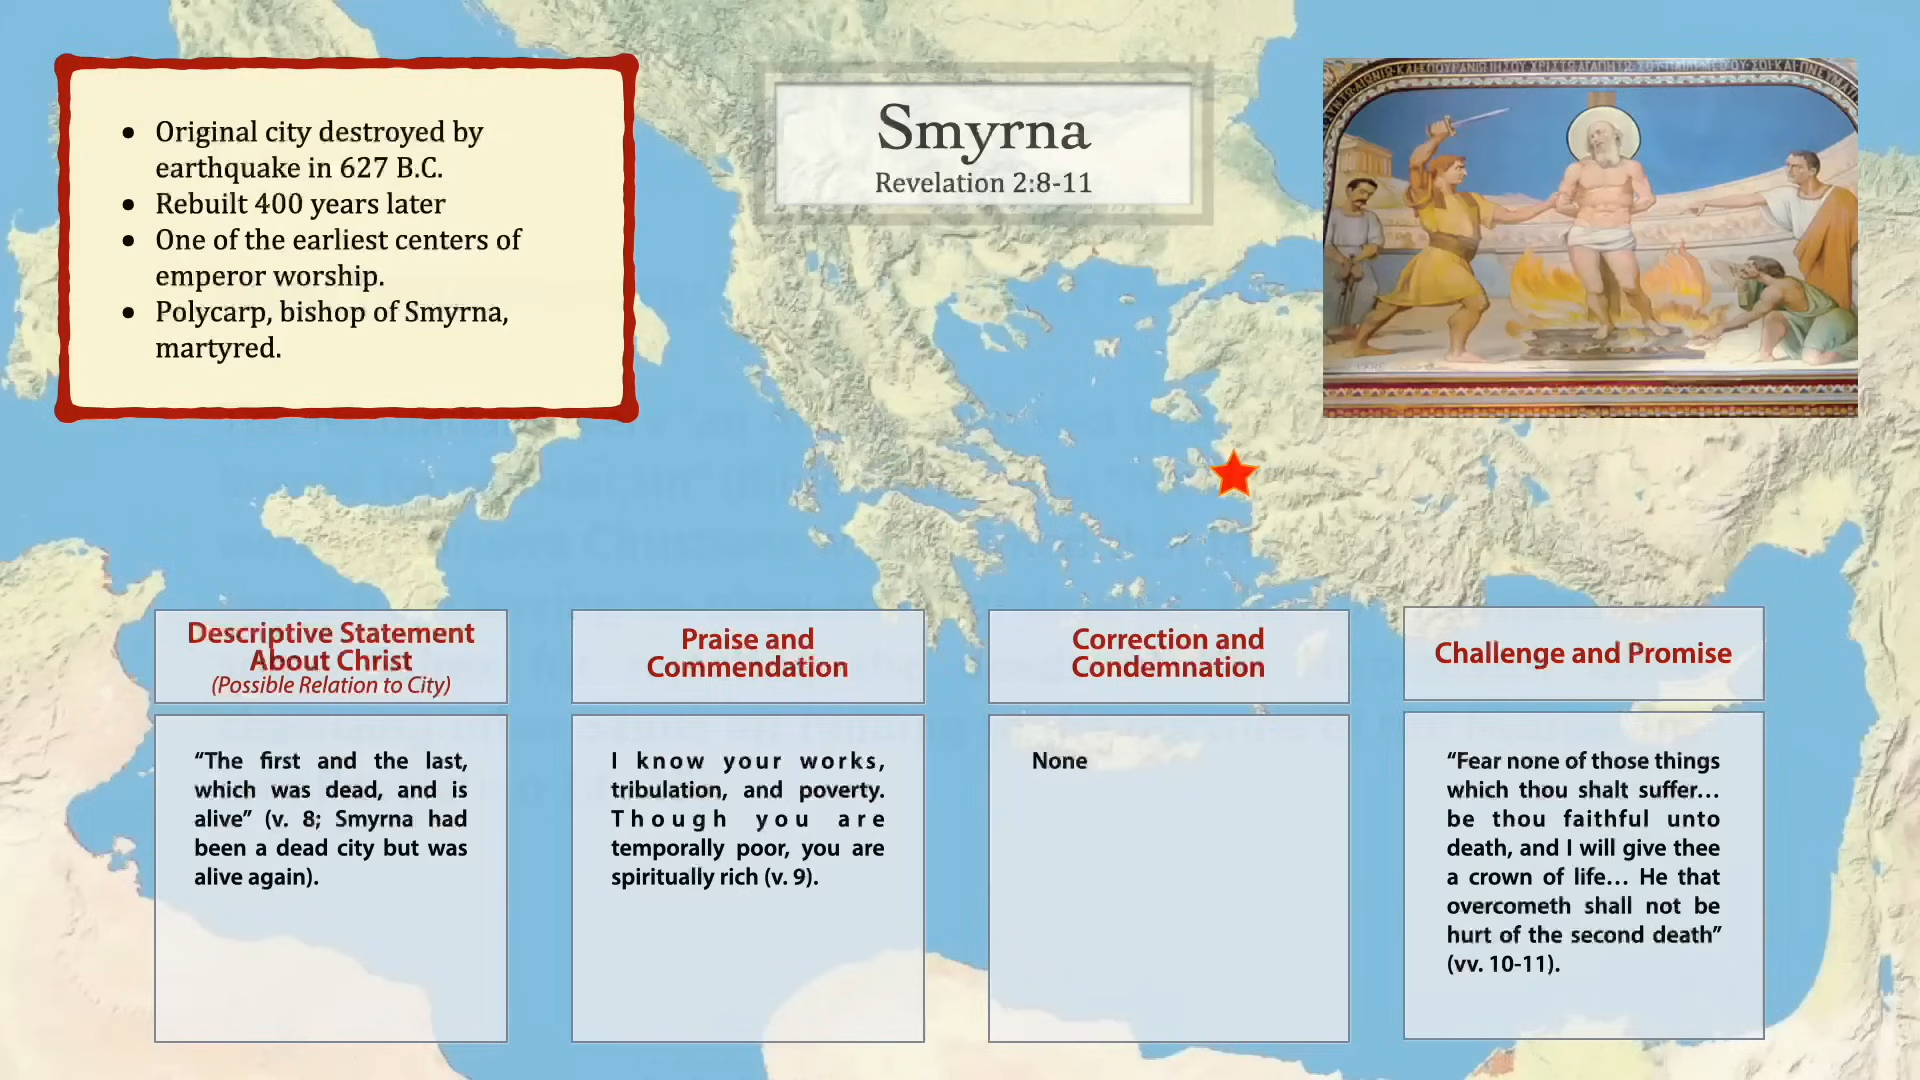 • Original city destroyed by
earthquake in 627 B.C.
• Rebuilt 400 years later
• One of the earliest centers of
emperor worship.
• Polycarp, bishop of Smyrna,
martyred.
Smyrna
Revelation 2:8-11
Descriptive Statement
About Christ
(Possible Relation to City)
“The first and the last,
which was dead, and is
alive” (v. 8; Smyrna had
been a dead city but was
alive again).
Praise and
Commendation
I know your works,
tribulation, and poverty.
Though you are
temporally poor, you are
spiritually rich (v. 9).
Correction and
Condemnation
None
Challenge and Promise
“Fear none of those things
which thou shalt suffer…
be thou faithful unto
death, and I will give thee
a crown of life… He that
overcometh shall not be
hurt of the second death”
(vv. 10-11).